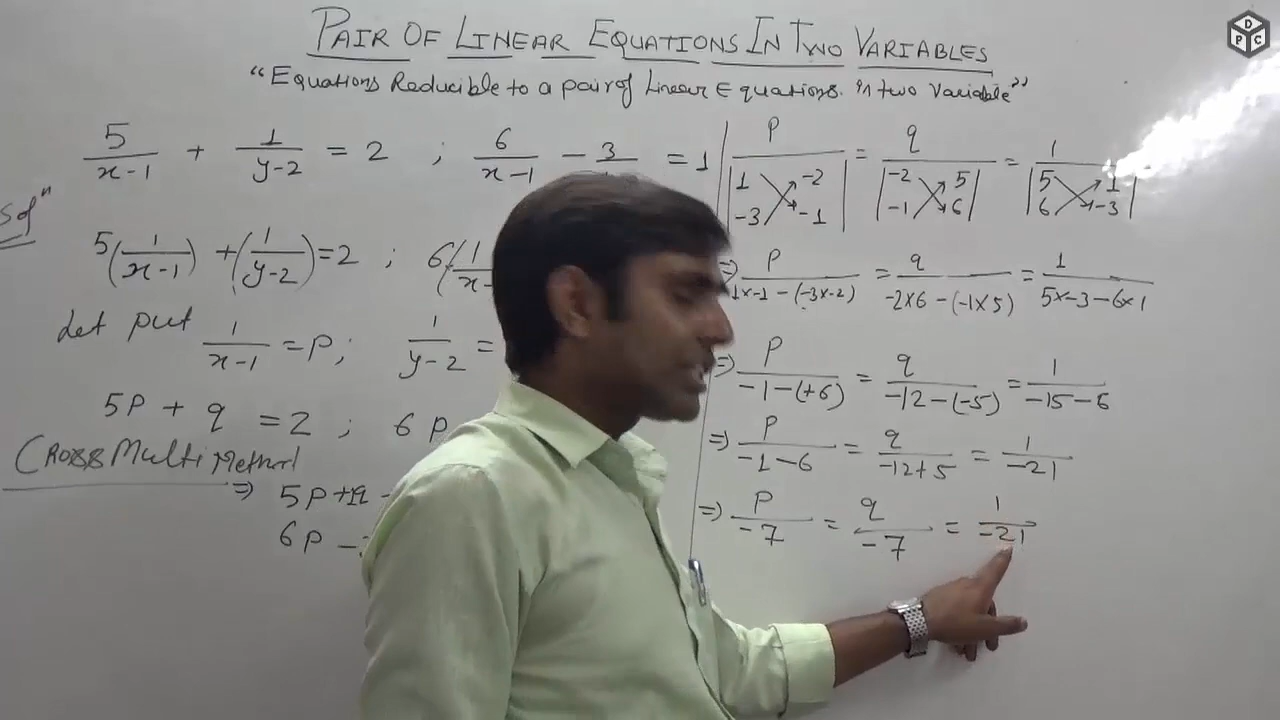 PAIR OF LINEAR EQUATIONS IN TWO VARIABLES
"Equations Reducible to a pair of Linear Equations. in two Variable"
5/(x-1) + 1/(y-2) = 2 ; 6/(x-1) - 3/ = 1
Sol"
5(1/(x-1)) + (1/(y-2)) = 2 ; 6(1/(x-
Let put 1/(x-1) = P; 1/(y-2) =
5P + q = 2 ; 6P
Cross Multi Method
⇒ 5P + 1q -
6P -
P/|1 -2 -3 -1| = q/|-2 5 -1 6| = 1/|5 1 6 -3|
⇒ P/(1x-1-(-3x-2)) = q/(-2x6-(-1x5)) = 1/(5x-3-6x1)
⇒ P/(-1-(+6)) = q/(-12-(-5)) = 1/(-15-6)
⇒ P/(-1-6) = q/(-12+5) = 1/(-21)
⇒ P/(-7) = q/(-7) = 1/(-21)
D
P C